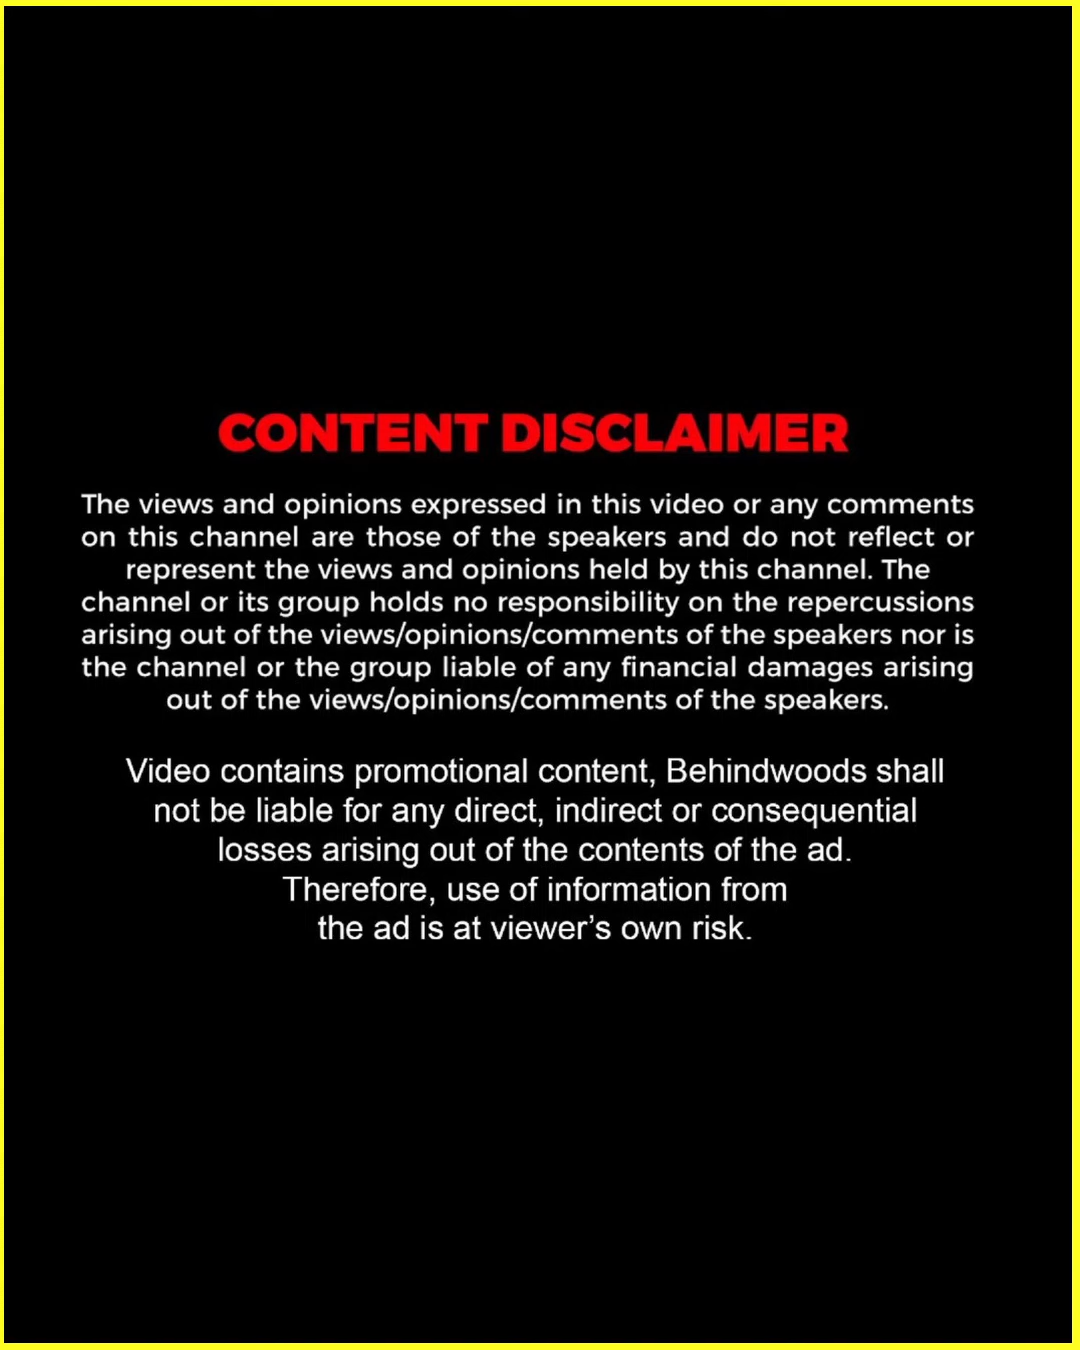 CONTENT DISCLAIMER
The views and opinions expressed in this video or any comments
on this channel are those of the speakers and do not reflect or
represent the views and opinions held by this channel. The
channel or its group holds no responsibility on the repercussions
arising out of the views/opinions/comments of the speakers nor is
the channel or the group liable of any financial damages arising
out of the views/opinions/comments of the speakers.
Video contains promotional content, Behindwoods shall
not be liable for any direct, indirect or consequential
losses arising out of the contents of the ad.
Therefore, use of information from
the ad is at viewer’s own risk.